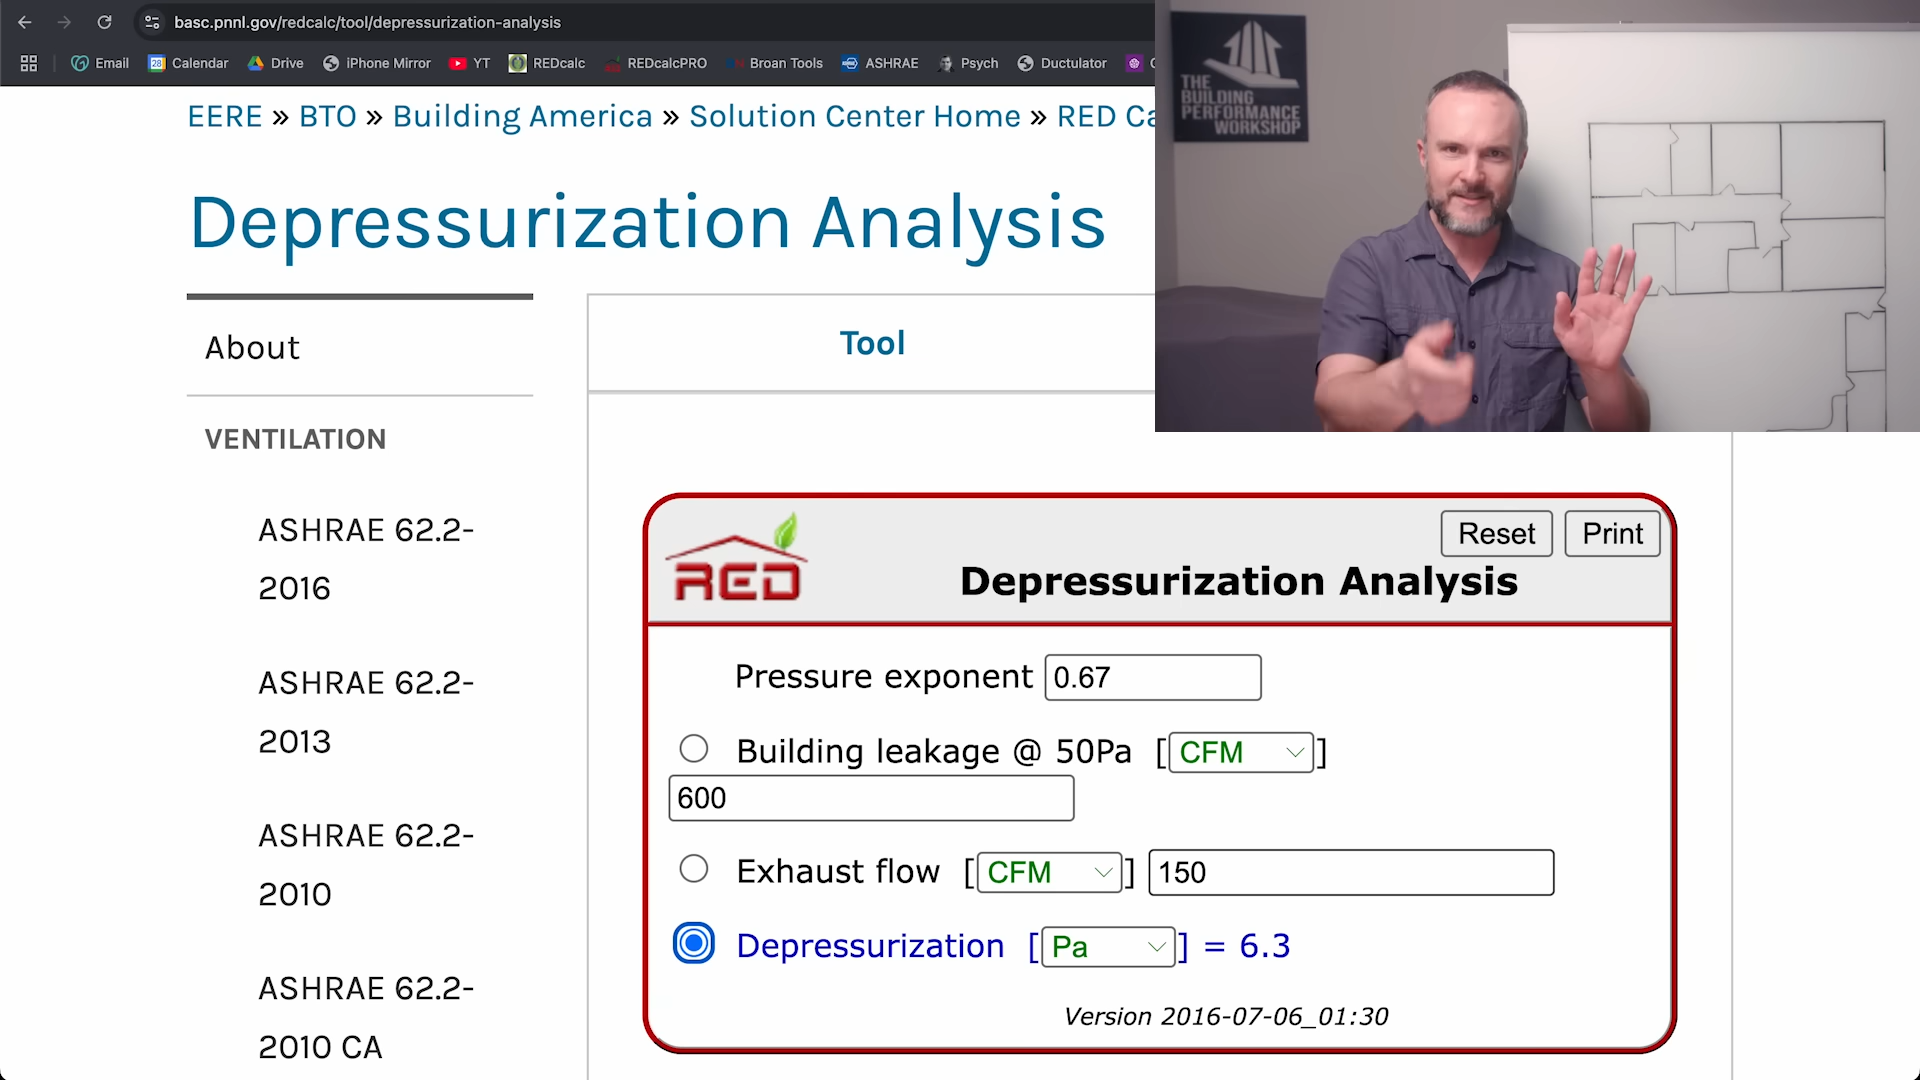 basc.pnnl.gov/redcalc/tool/depressurization-analysis
Email 28 Calendar Drive iPhone Mirror YT REDcalc REDcalcPRO Broan Tools ASHRAE Psych Ductulator
EERE » BTO » Building America » Solution Center Home » RED Ca
THE
BUILDING
PERFORMANCE
WORKSHOP
Depressurization Analysis
About
Tool
VENTILATION
ASHRAE 62.2-
2016
ASHRAE 62.2-
2013
ASHRAE 62.2-
2010
ASHRAE 62.2-
2010 CA
Reset Print
RED
Depressurization Analysis
Pressure exponent 0.67
Building leakage @ 50Pa [CFM]
600
Exhaust flow [CFM] 150
Depressurization [Pa] = 6.3
Version 2016-07-06_01:30